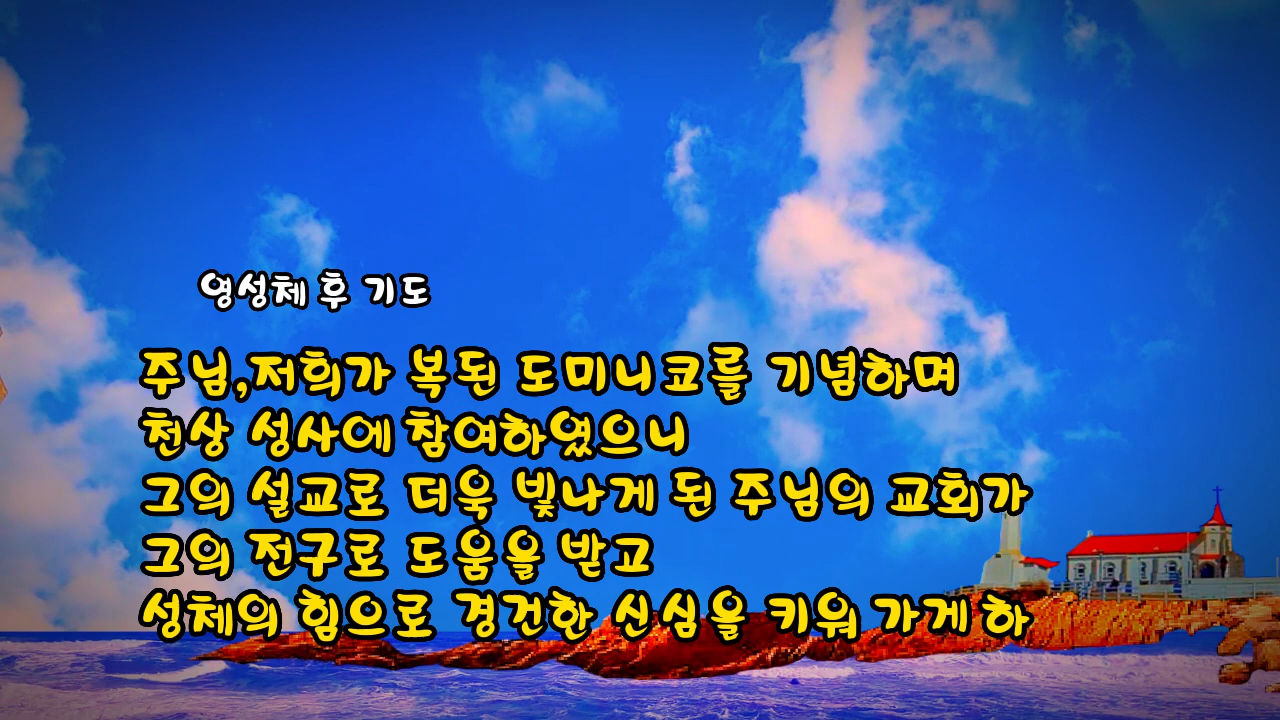 영성체 후 기도
주님,저희가 복된 도미니코를 기념하며
천상 성사에 참여하였으니
그의 설교로 더욱 빛나게 된 주님의 교회가
그의 전구로 도움을 받고
성체의 힘으로 경건한 신심을 키워 가게 하